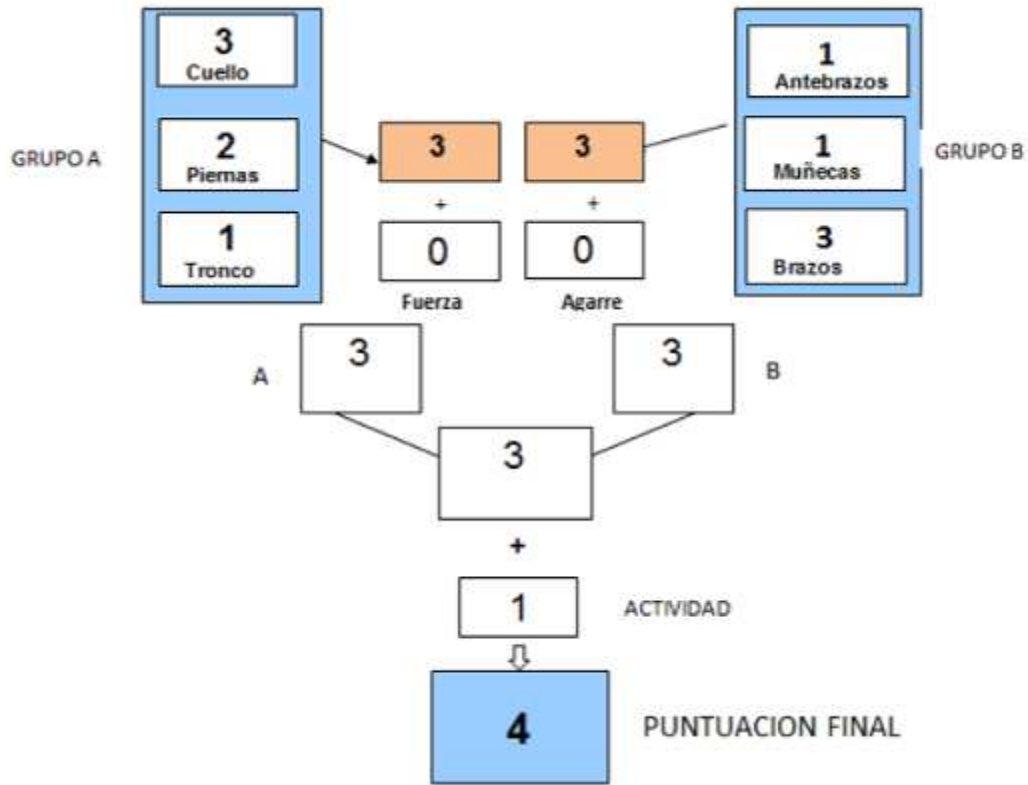 3
Cuello
2
Piernas
1
Tronco
GRUPO A
3
+
0
Fuerza
3
+
0
Agarre
1
Antebrazos
1
Muñecas
3
Brazos
GRUPO B
A
3
3
B
3
+
1
ACTIVIDAD
4
PUNTUACION FINAL